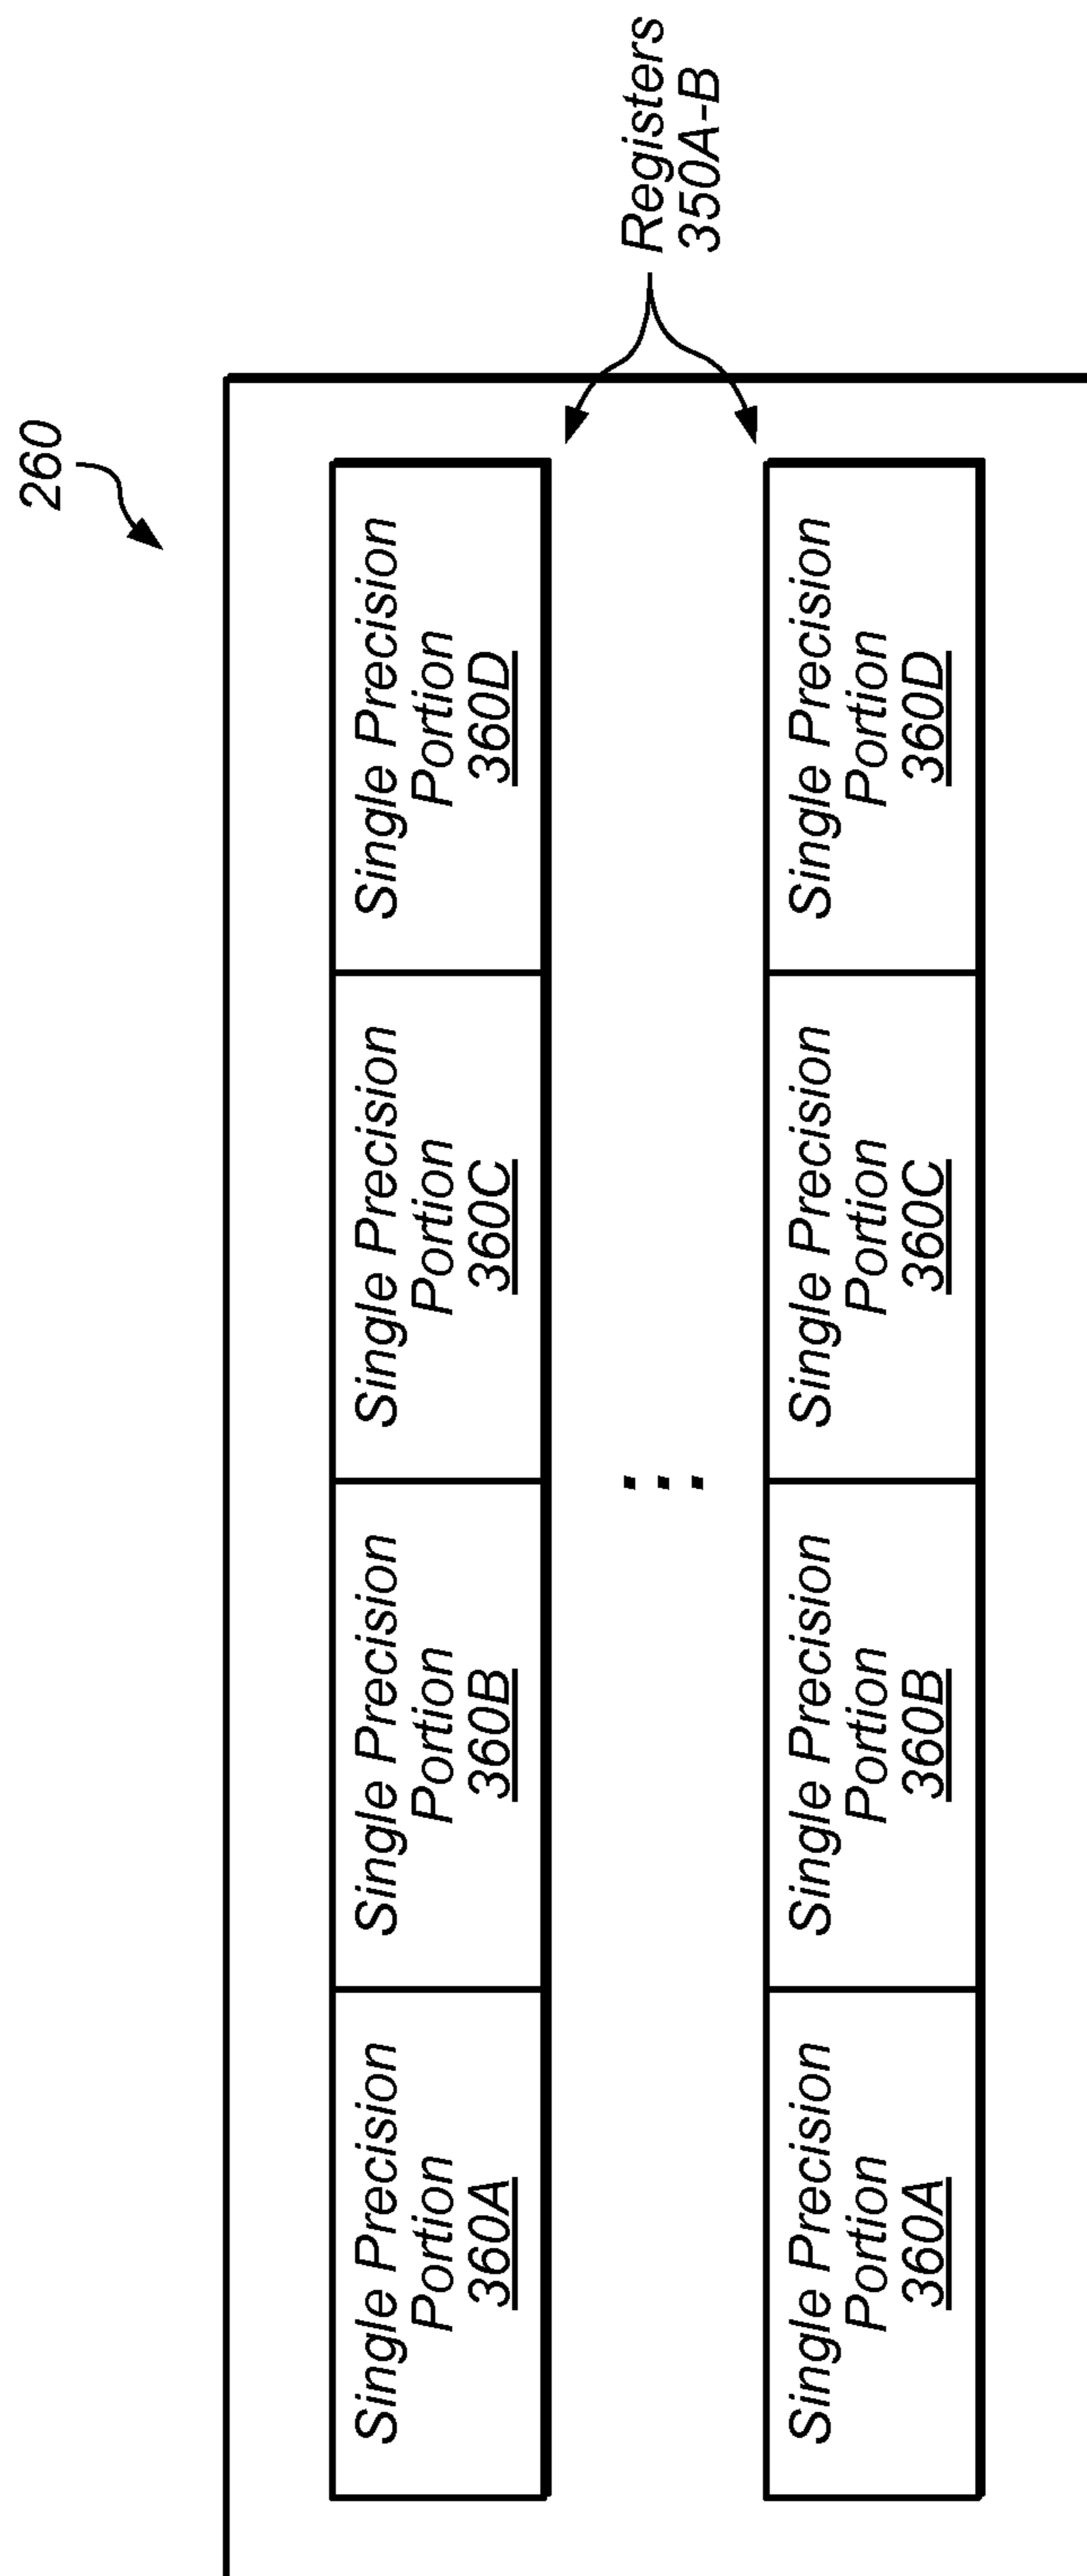 260
Single Precision
Portion
360A
Single Precision
Portion
360B
Single Precision
Portion
360C
Single Precision
Portion
360D
Registers
350A-B
...
Single Precision
Portion
360A
Single Precision
Portion
360B
Single Precision
Portion
360C
Single Precision
Portion
360D